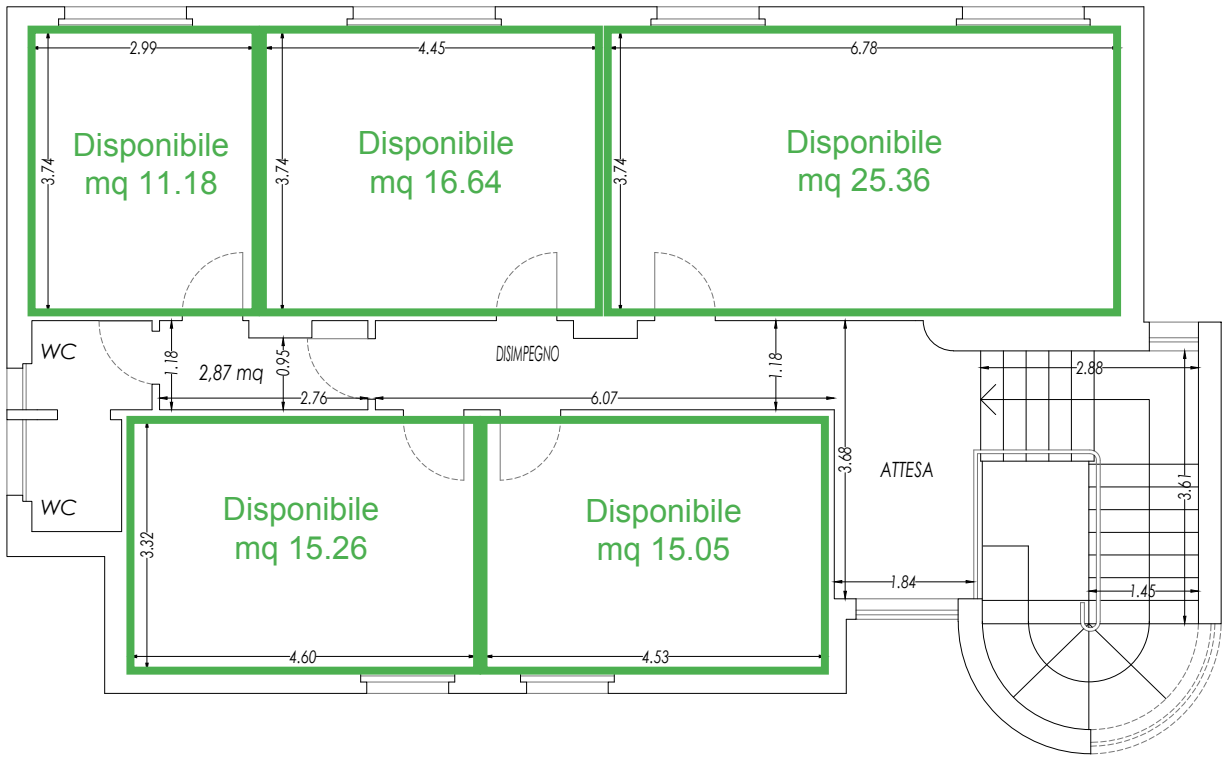 2.99
4.45
6.78
3.74
Disponibile
mq 11.18
3.74
Disponibile
mq 16.64
3.74
Disponibile
mq 25.36
WC
1.18
2,87 mq
0.95
DISIMPEGNO
1.18
2.88
2.76
6.07
3.68
ATTESA
3.61
WC
3.32
Disponibile
mq 15.26
Disponibile
mq 15.05
1.84
1.45
4.60
4.53